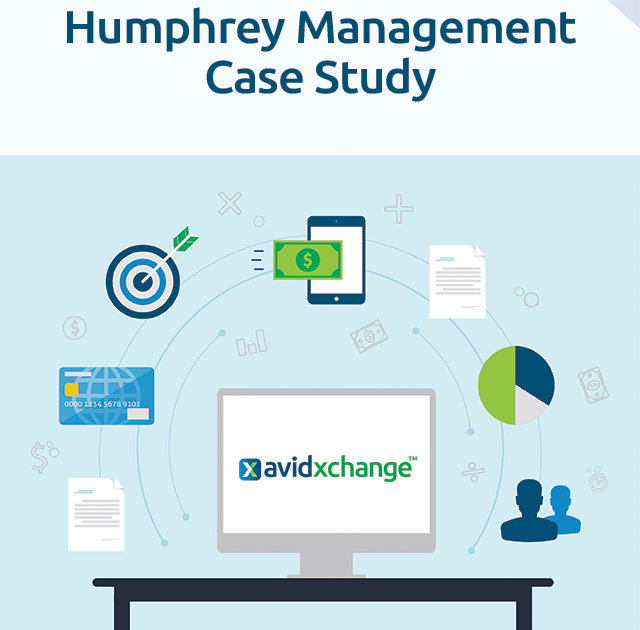 Humphrey Management
Case Study
$
$
0000 1234 5678 9101
$
x avidxchange™